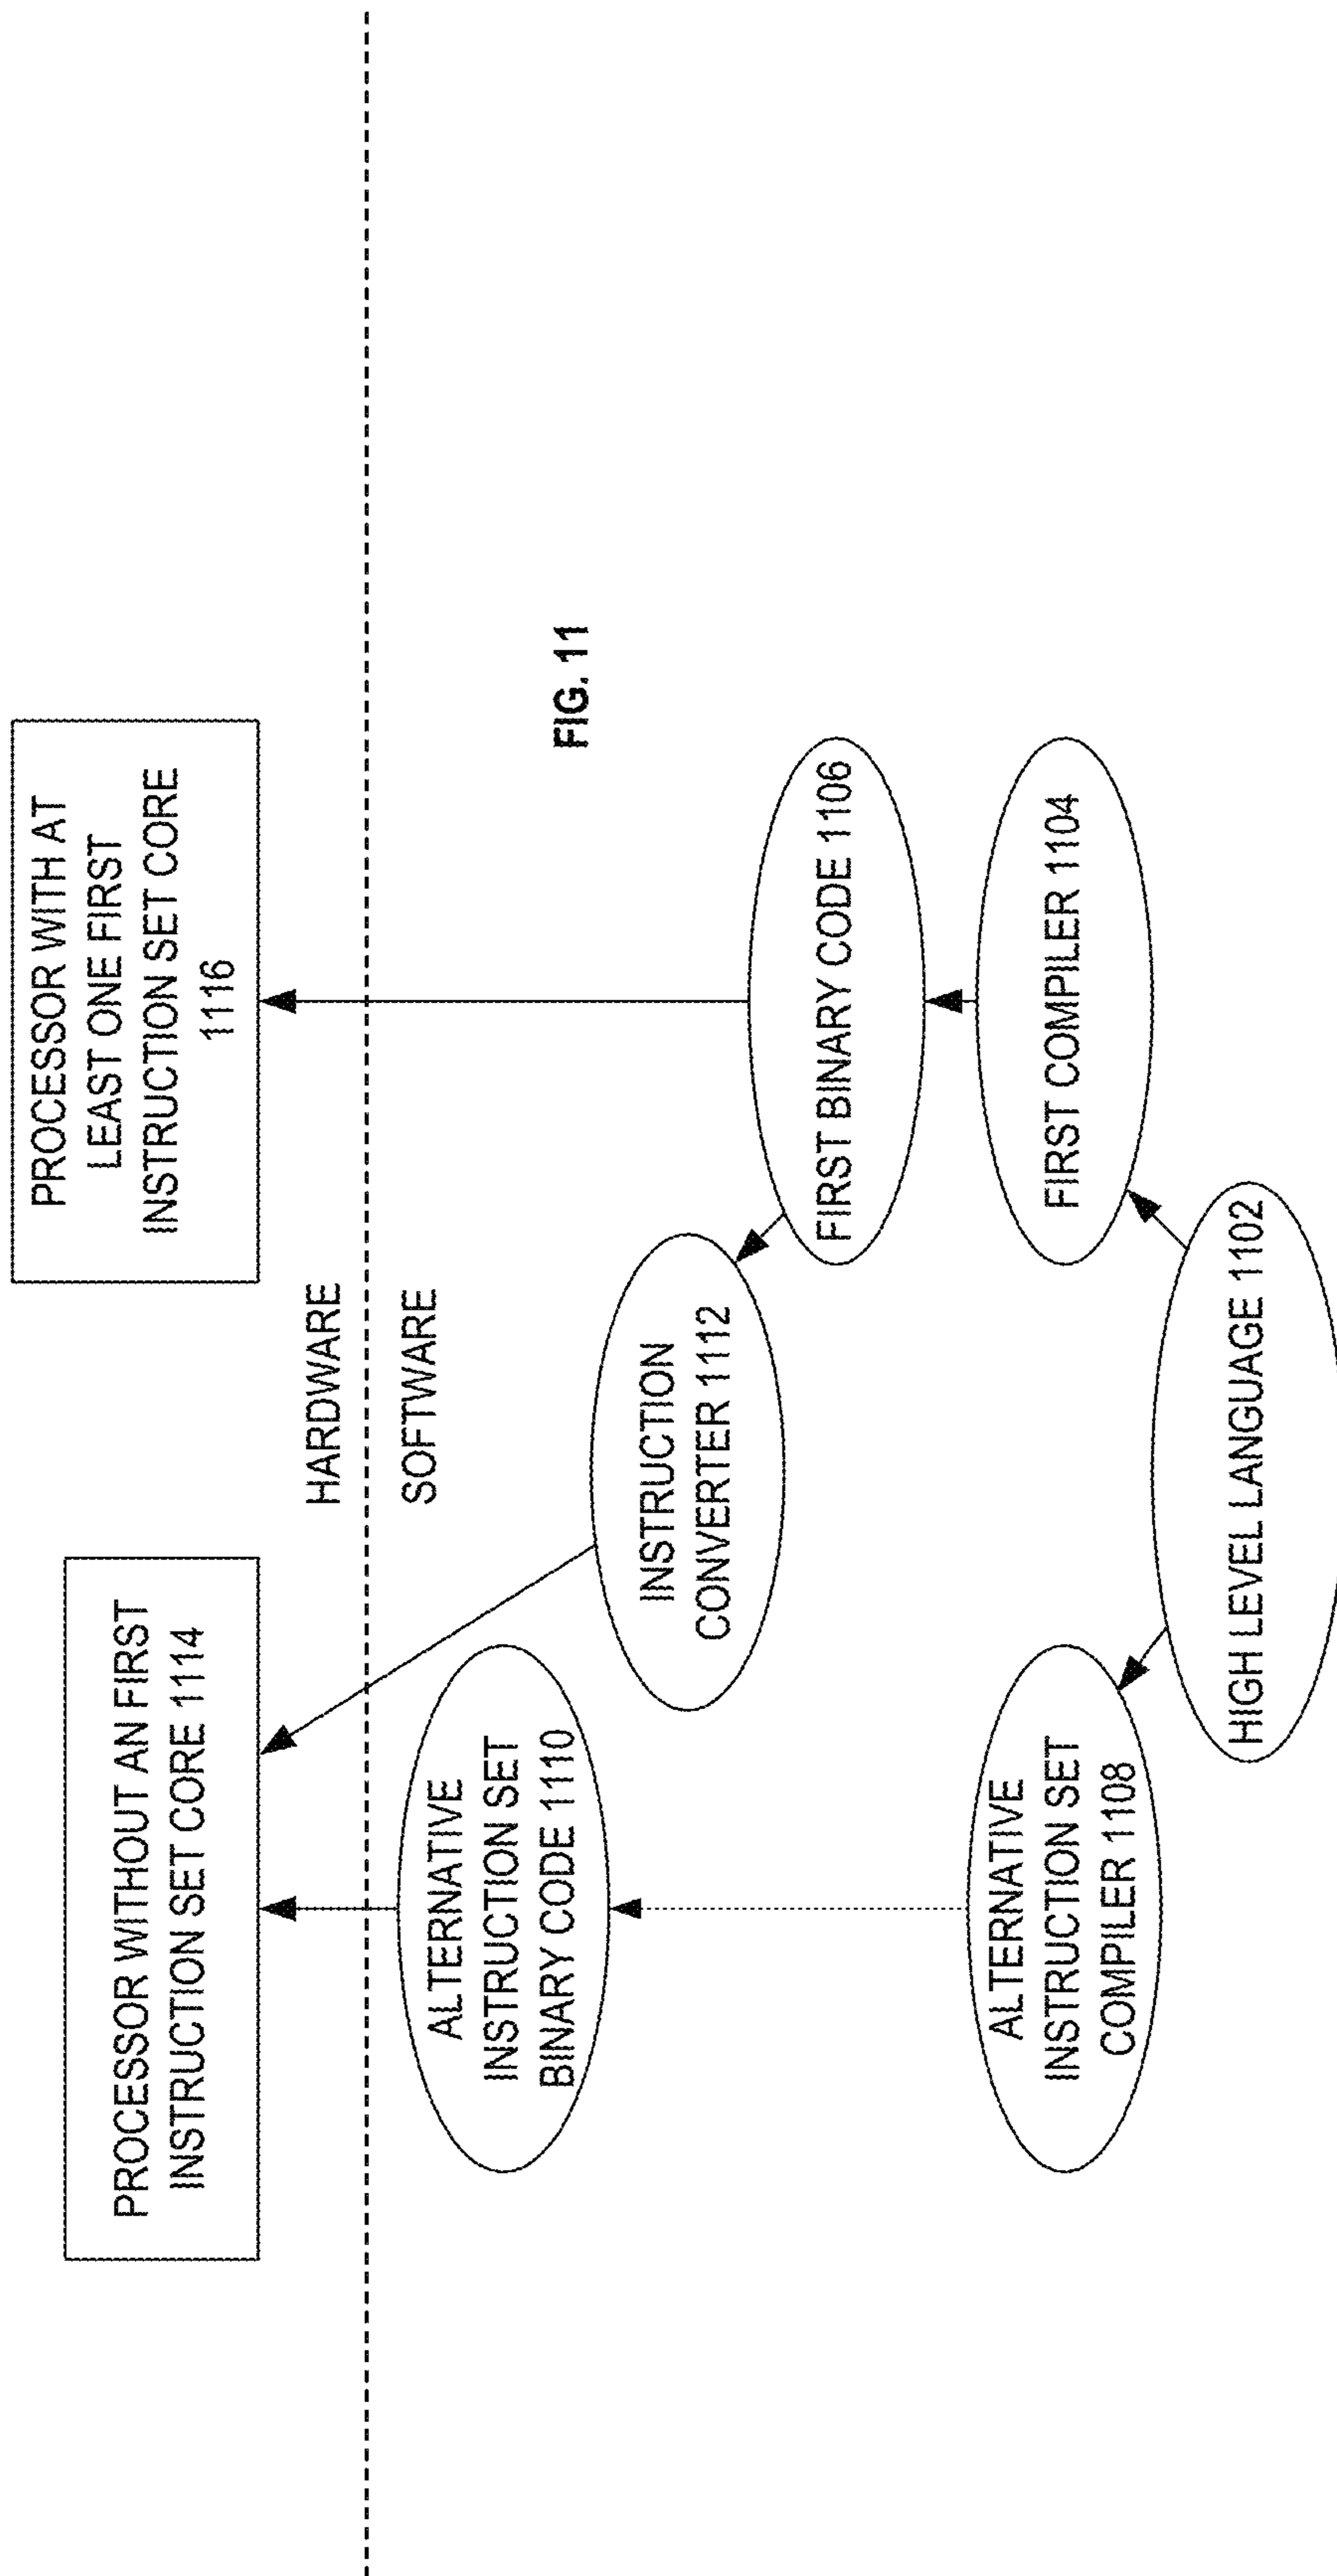 PROCESSOR WITHOUT AN FIRST
INSTRUCTION SET CORE 1114
PROCESSOR WITH AT
LEAST ONE FIRST
INSTRUCTION SET CORE
1116
HARDWARE
SOFTWARE
ALTERNATIVE
INSTRUCTION SET
BINARY CODE 1110
INSTRUCTION
CONVERTER 1112
FIG. 11
FIRST BINARY CODE 1106
ALTERNATIVE
INSTRUCTION SET
COMPILER 1108
FIRST COMPILER 1104
HIGH LEVEL LANGUAGE 1102